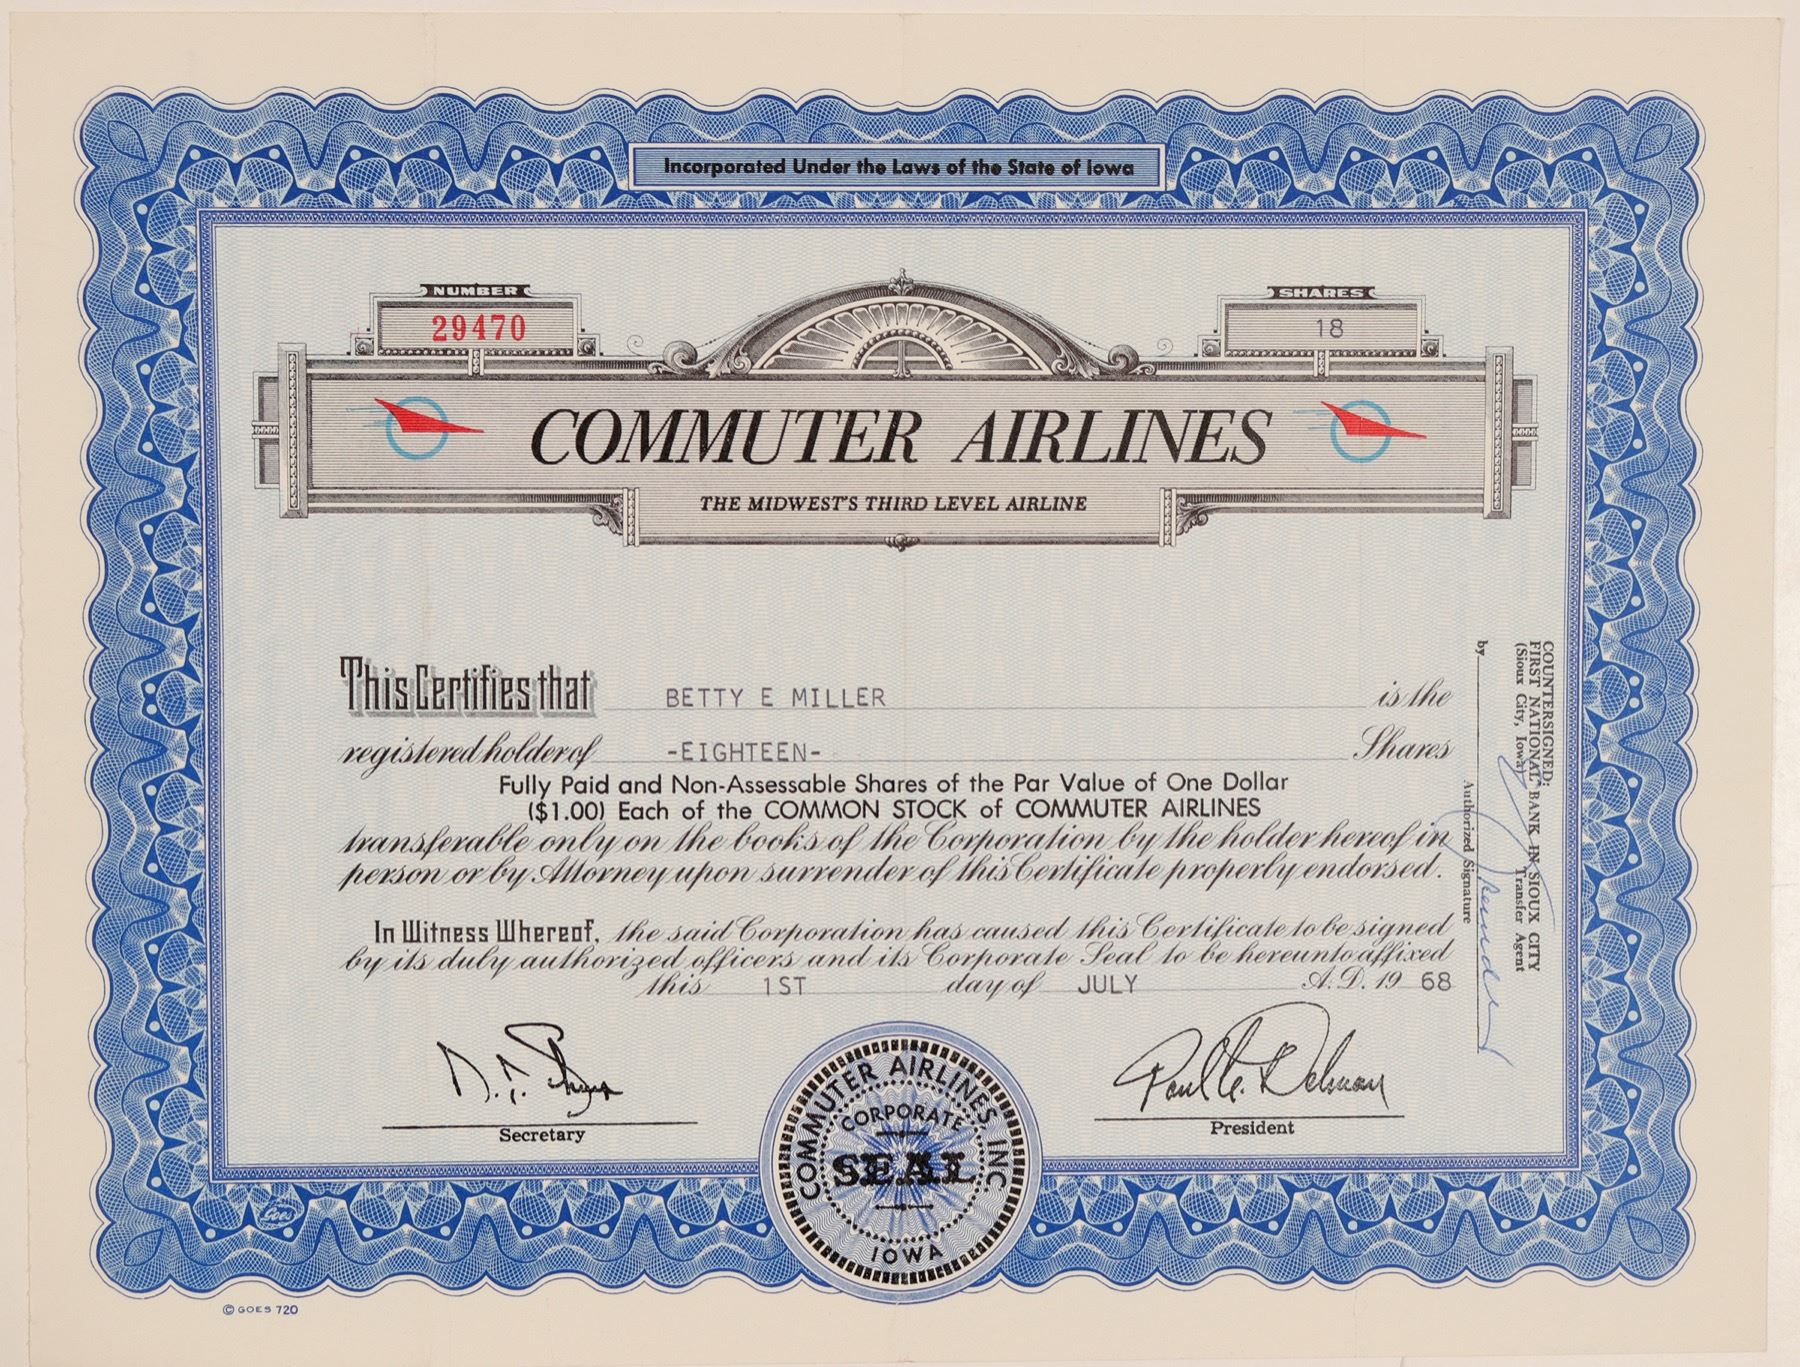 Incorporated Under the Laws of the State of Iowa
NUMBER
29470
SHARES
18
COMMUTER AIRLINES
THE MIDWEST'S THIRD LEVEL AIRLINE
This Certifies that BETTY E MILLER is the
registered holder of -EIGHTEEN- Shares
Fully Paid and Non-Assessable Shares of the Par Value of One Dollar
($1.00) Each of the COMMON STOCK of COMMUTER AIRLINES
transferable only on the books of the Corporation by the holder hereof in
person or by Attorney upon surrender of this Certificate properly endorsed.
In Witness Whereof, the said Corporation has caused this Certificate to be signed
by its duly authorized officers and its Corporate Seal to be hereunto affixed
this 1ST day of JULY A.D. 19 68
COUNTERSIGNED:
FIRST NATIONAL BANK IN SIOUX CITY
(Sioux City, Iowa) Transfer Agent
by
Authorized Signature
Secretary
President
COMMUTER AIRLINES, INC.
CORPORATE
SEAL
IOWA
Goes
© GOES 720